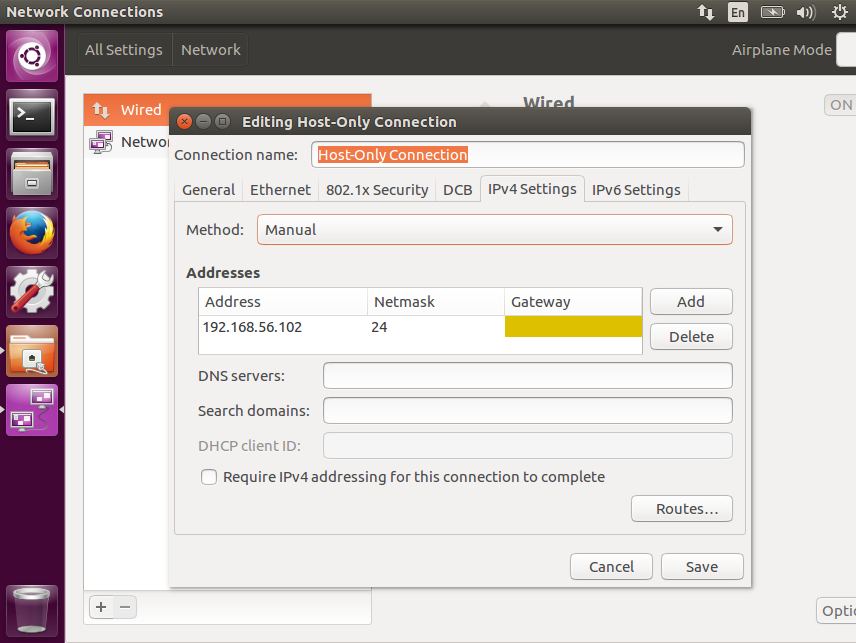 Network Connections
En
All Settings
Network
Airplane Mode
Wired
Wired
ON
Editing Host-Only Connection
Connection name:
Host-Only Connection
General
Ethernet
802.1x Security
DCB
IPv4 Settings
IPv6 Settings
Method:
Manual
Addresses
Address
Netmask
Gateway
192.168.56.102
24
Add
Delete
DNS servers:
Search domains:
DHCP client ID:
Require IPv4 addressing for this connection to complete
Routes...
Cancel
Save